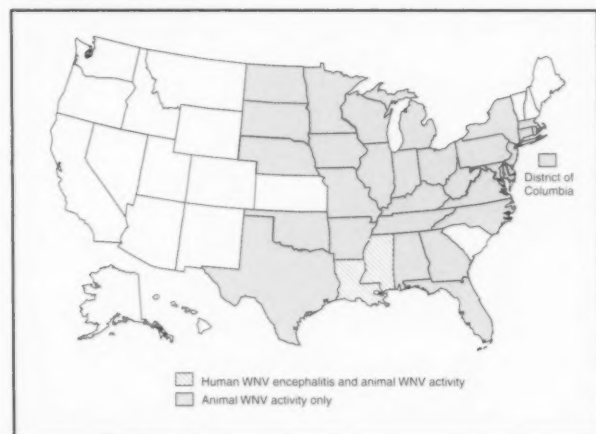 District of
Columbia
Human WNV encephalitis and animal WNV activity
Animal WNV activity only